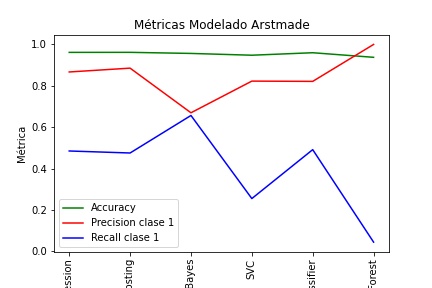 Métricas Modelado Arstmade
1.0
0.8
0.6
0.4
0.2
0.0
Métrica
Accuracy
Precision clase 1
Recall clase 1
ession
osting
Bayes
SVC
sifier
Forest